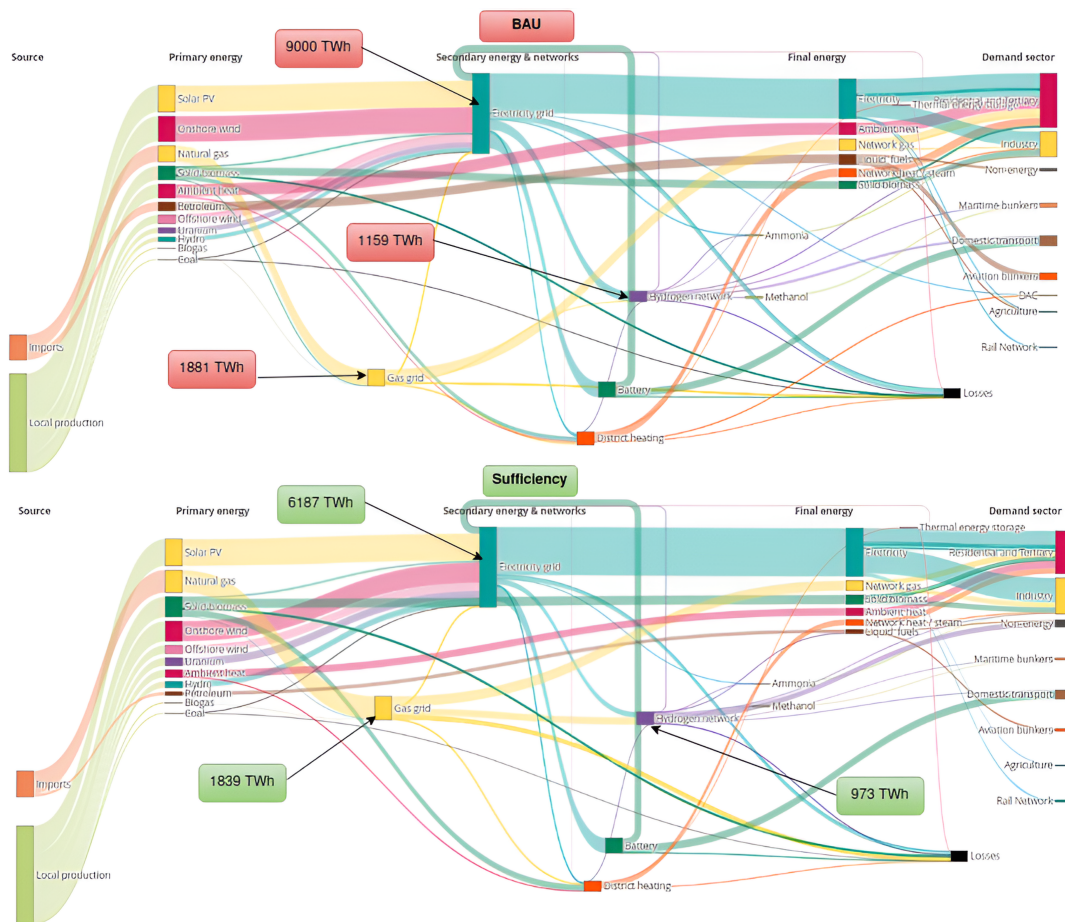 BAU
9000 TWh
Source
Primary energy
Secondary energy & networks
Final energy
Demand sector
Solar PV
Onshore wind
Natural gas
Solid biomass
Ambient heat
Petroleum
Offshore wind
Uranium
Hydro
Biogas
Coal
Imports
Local production
Electricity grid
1159 TWh
Hydrogen network
Ammonia
Methanol
1881 TWh
Gas grid
Battery
District heating
Electricity
Thermal energy storage
Ambient heat
Network gas
Liquid fuels
Network heat / steam
Solid biomass
Residential and Tertiary
Industry
Non-energy
Maritime bunkers
Domestic transport
Aviation bunkers
DAC
Agriculture
Rail Network
Losses
Sufficiency
6187 TWh
Source
Primary energy
Secondary energy & networks
Final energy
Demand sector
Solar PV
Natural gas
Solid biomass
Onshore wind
Offshore wind
Uranium
Ambient heat
Hydro
Petroleum
Biogas
Coal
Imports
Local production
Electricity grid
Gas grid
1839 TWh
Ammonia
Methanol
Hydrogen network
973 TWh
Battery
District heating
Thermal energy storage
Electricity
Network gas
Solid biomass
Ambient heat
Network heat / steam
Liquid fuels
Residential and Tertiary
Industry
Non-energy
Maritime bunkers
Domestic transport
Aviation bunkers
Agriculture
Rail Network
Losses